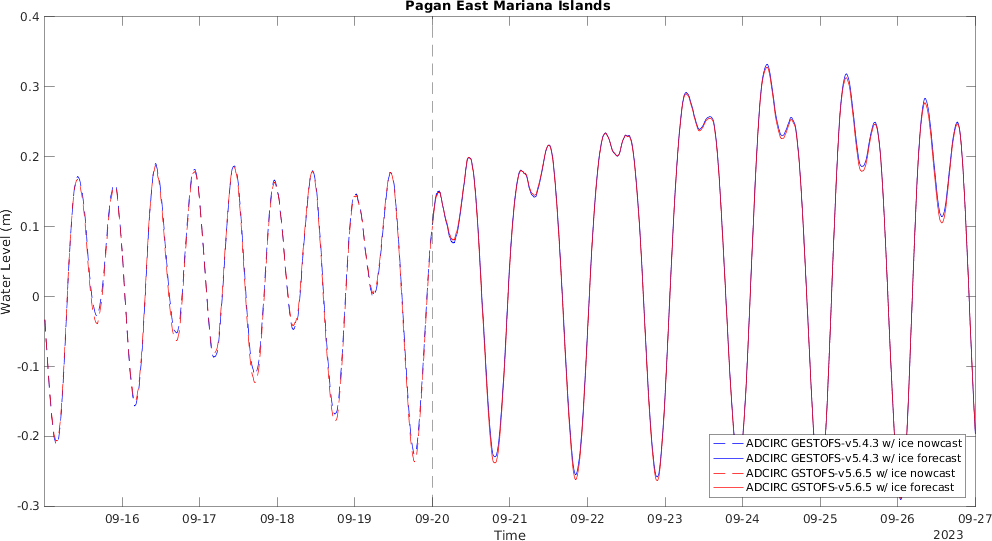 Pagan East Mariana Islands
Water Level (m)
0.4
0.3
0.2
0.1
0
-0.1
-0.2
-0.3
ADCIRC GESTOFS-v5.4.3 w/ ice nowcast
ADCIRC GESTOFS-v5.4.3 w/ ice forecast
ADCIRC GSTOFS-v5.6.5 w/ ice nowcast
ADCIRC GSTOFS-v5.6.5 w/ ice forecast
09-16 09-17 09-18 09-19 09-20 09-21 09-22 09-23 09-24 09-25 09-26 09-27
Time
2023